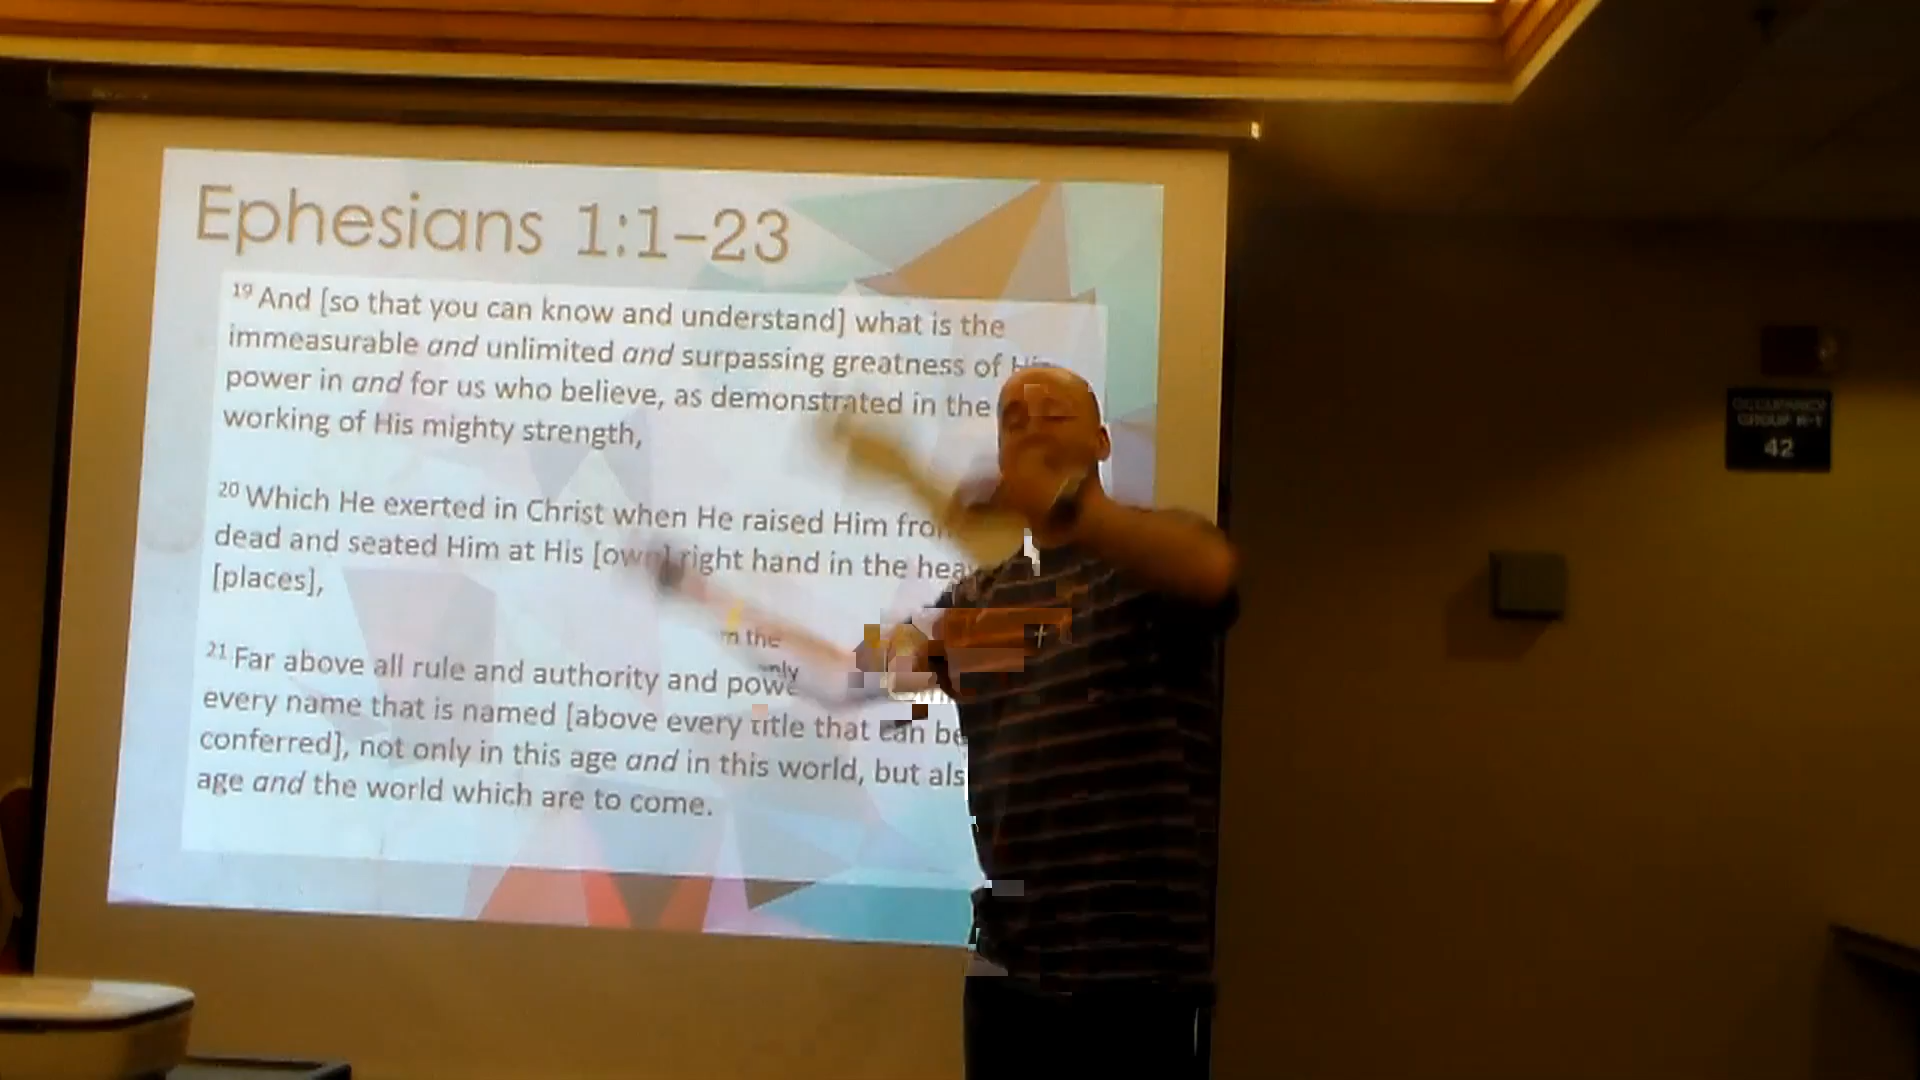 Ephesians 1:1–23
19 And [so that you can know and understand] what is the
immeasurable and unlimited and surpassing greatness of His
power in and for us who believe, as demonstrated in the
working of His mighty strength,
20 Which He exerted in Christ when He raised Him from
dead and seated Him at His [own] right hand in the
[places],
m the
nly
21 Far above all rule and authority and
every name that is named [above every title that can be
conferred], not only in this age and in this world, but
age and the world which are to come.
OCCUPANCY
GROUP
42